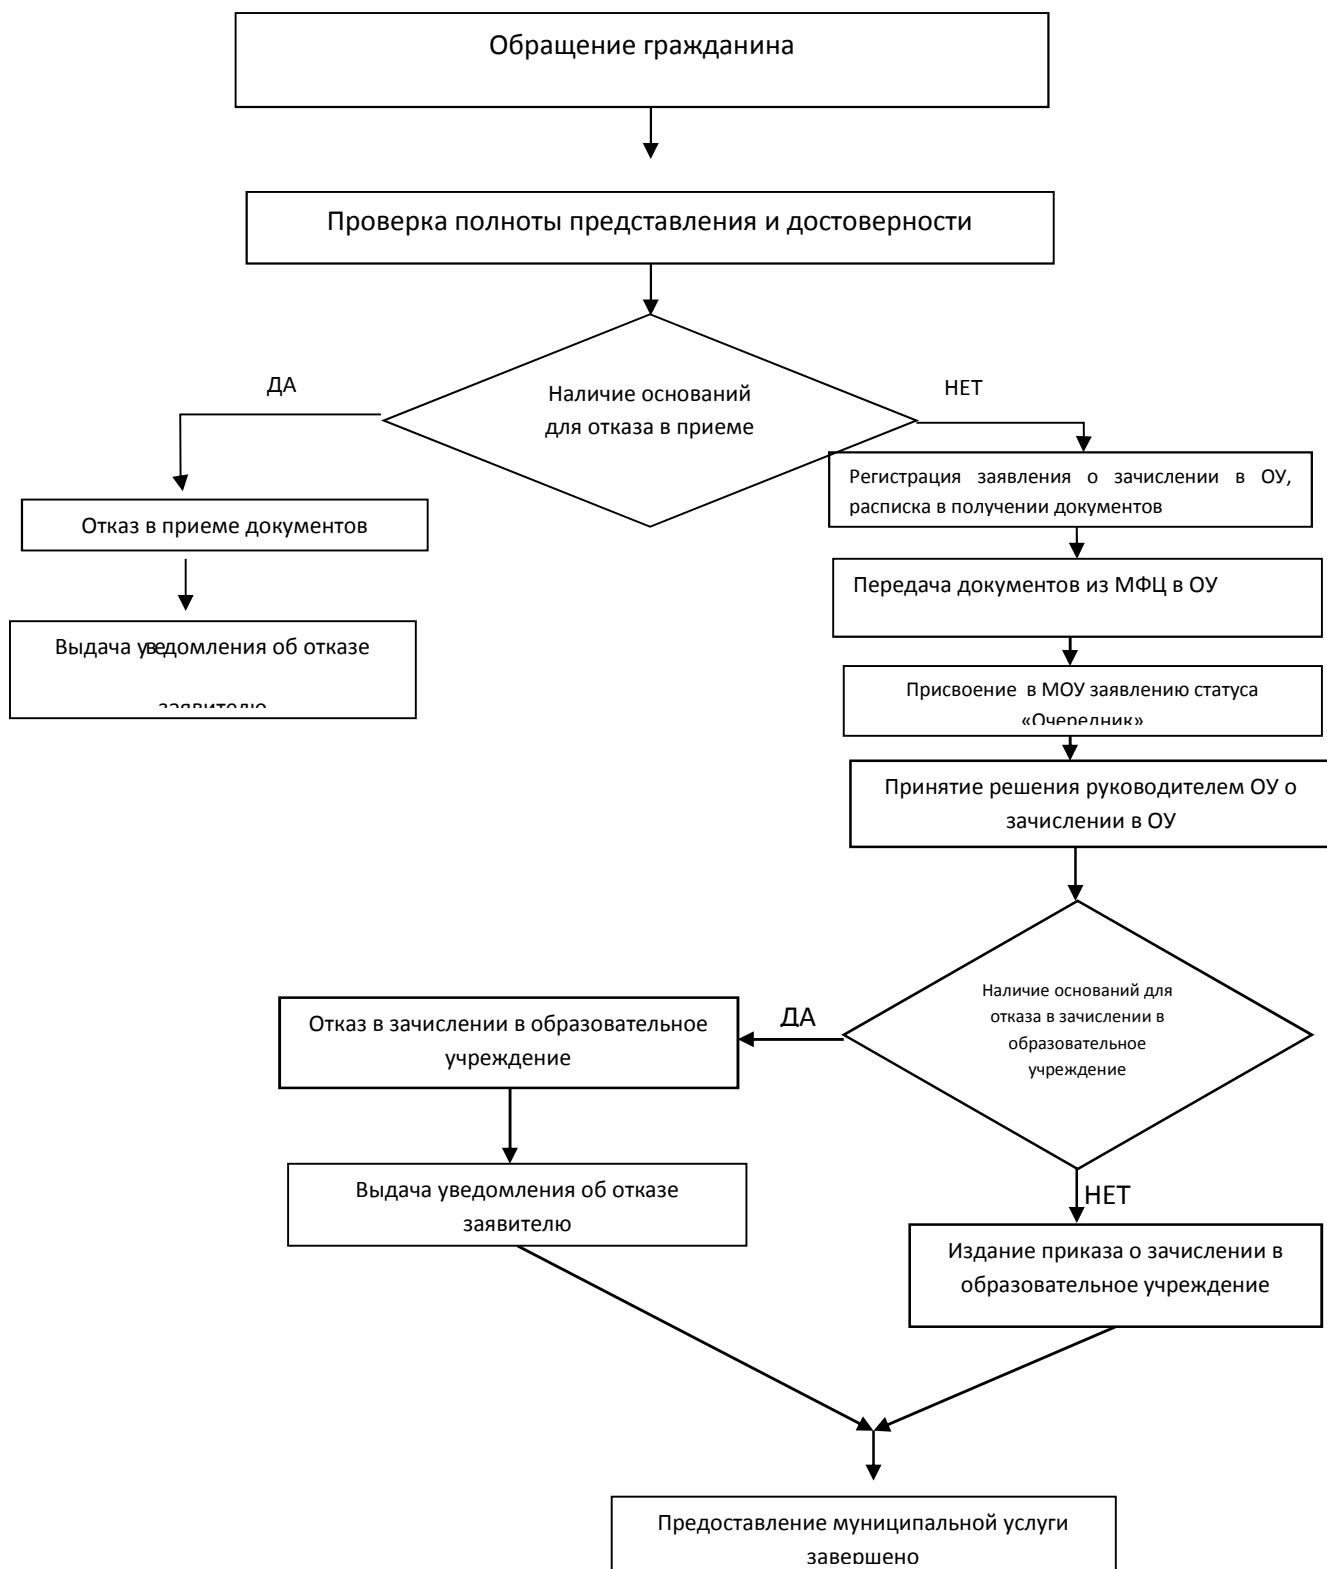 Обращение гражданина
Проверка полноты представления и достоверности
ДА
НЕТ
Наличие оснований
для отказа в приеме
Регистрация заявления о зачислении в ОУ,
расписка в получении документов
Отказ в приеме документов
Передача документов из МФЦ в ОУ
Выдача уведомления об отказе
заявителю
Присвоение в МОУ заявлению статуса
«Очередник»
Принятие решения руководителем ОУ о
зачислении в ОУ
Наличие оснований для
отказа в зачислении в
образовательное
учреждение
ДА
Отказ в зачислении в образовательное
учреждение
Выдача уведомления об отказе
заявителю
НЕТ
Издание приказа о зачислении в
образовательное учреждение
Предоставление муниципальной услуги
завершено